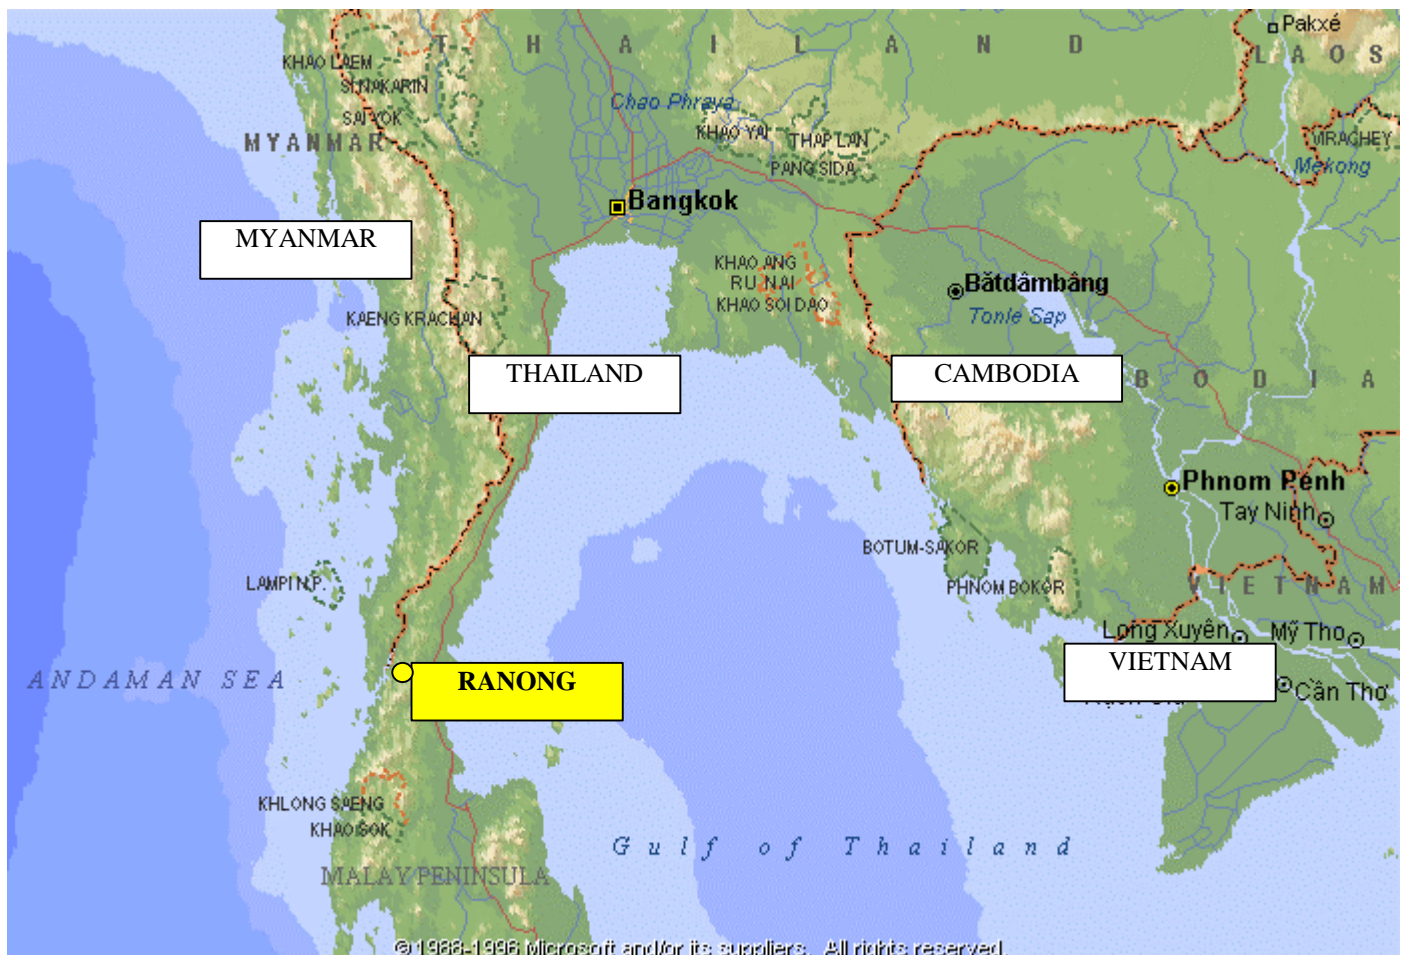 Pakxé
THAILAND
LAOS
KHAO LAEM
SI NAKARIN
SAI YOK
MYANMAR
Chao Phraya
KHAO YAI
THAP LAN
PANG SIDA
VIRACHEY
Mekong
Bangkok
MYANMAR
KHAO ANG
RU NAI
KHAO SOI DAO
Bătdâmbâng
Tonle Sap
KAENG KRACHAN
THAILAND
CAMBODIA
BODIA
Phnom Penh
Tay Ninh
BOTUM-SAKOR
PHNOM BOKOR
LAMPI N.P.
VIETNAM
Long Xuyên
Mỹ Tho
VIETNAM
Cần Thơ
ANDAMAN SEA
RANONG
KHLONG SAENG
KHAO SOK
Gulf of Thailand
MALAY PENINSULA
© 1988-1996 Microsoft and/or its suppliers. All rights reserved.